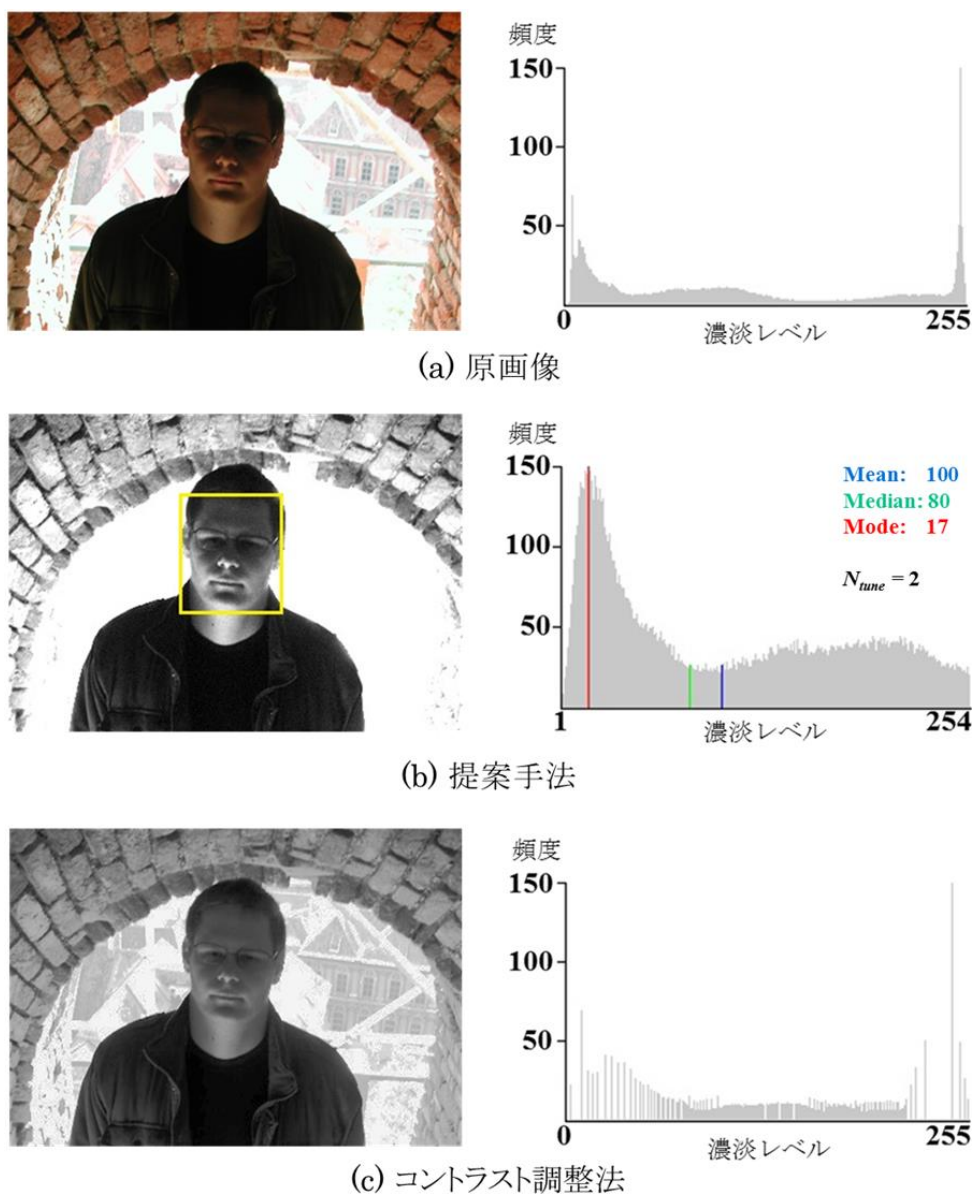 頻度
150
100
50
0
濃淡レベル
255
(a) 原画像
頻度
150
100
50
Mean: 100
Median: 80
Mode: 17
N_tune = 2
1
濃淡レベル
254
(b) 提案手法
頻度
150
100
50
0
濃淡レベル
255
(c) コントラスト調整法